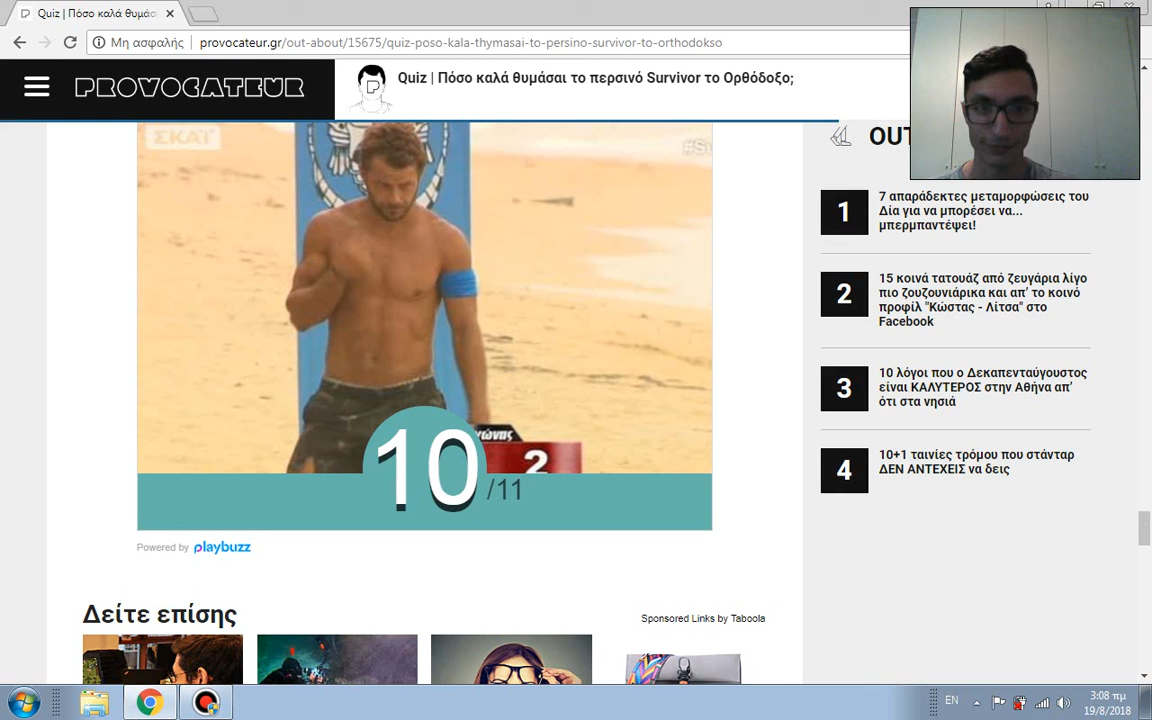 Quiz | Πόσο καλά θυμάσ
Μη ασφαλής
provocateur.gr/out-about/15675/quiz-poso-kala-thymasai-to-persino-survivor-to-orthodokso
PROVOCATEUR
Quiz | Πόσο καλά θυμάσαι το περσινό Survivor το Ορθόδοξο;
ΣΚΑΪ
2
10/11
Powered by playbuzz
OUT
1
7 απαράδεκτες μεταμορφώσεις του
Δία για να μπορέσει να...
μπερμπαντέψει!
2
15 κοινά τατουάζ από ζευγάρια λίγο
πιο ζουζουνιάρικα και απ’ το κοινό
προφίλ "Κώστας - Λίτσα" στο
Facebook
3
10 λόγοι που ο Δεκαπενταύγουστος
είναι ΚΑΛΥΤΕΡΟΣ στην Αθήνα απ’
ότι στα νησιά
4
10+1 ταινίες τρόμου που στάνταρ
ΔΕΝ ΑΝΤΕΧΕΙΣ να δεις
Δείτε επίσης
Sponsored Links by Taboola
EN
3:08 πμ
19/8/2018